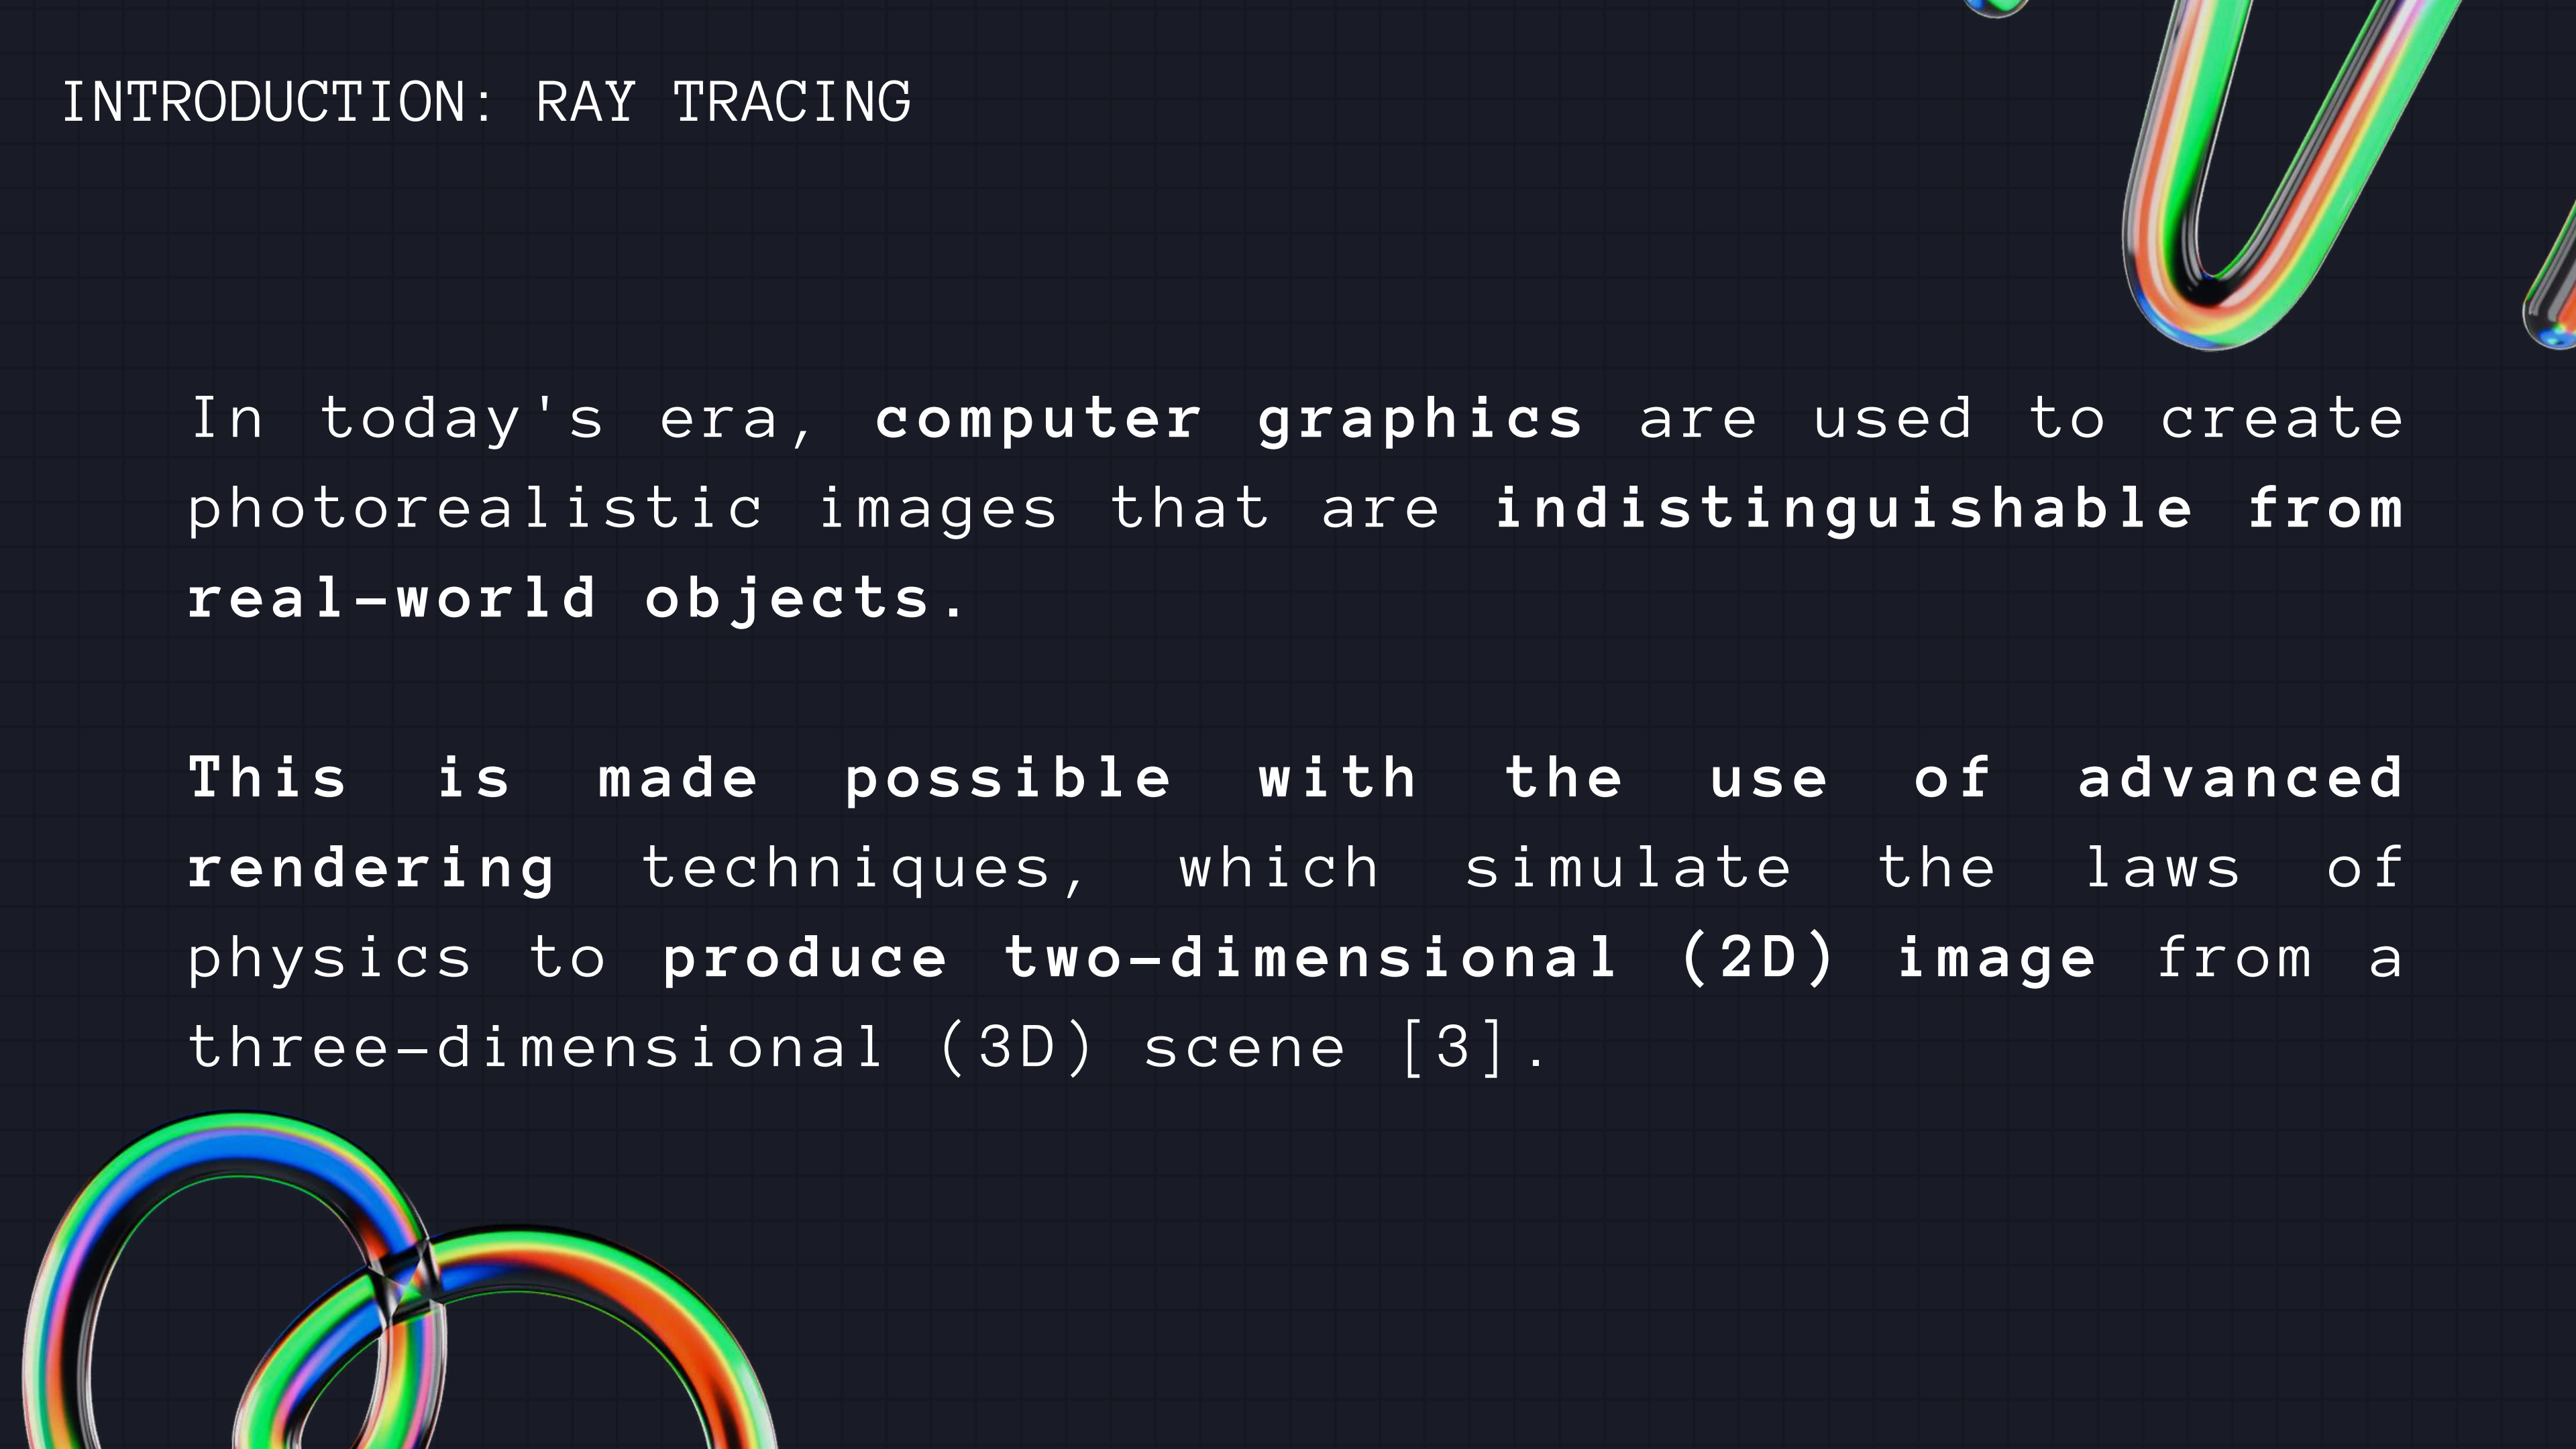 INTRODUCTION: RAY TRACING
In today's era, computer graphics are used to create
photorealistic images that are indistinguishable from
real-world objects.
This is made possible with the use of advanced
rendering techniques, which simulate the laws of
physics to produce two-dimensional (2D) image from a
three-dimensional (3D) scene [3].